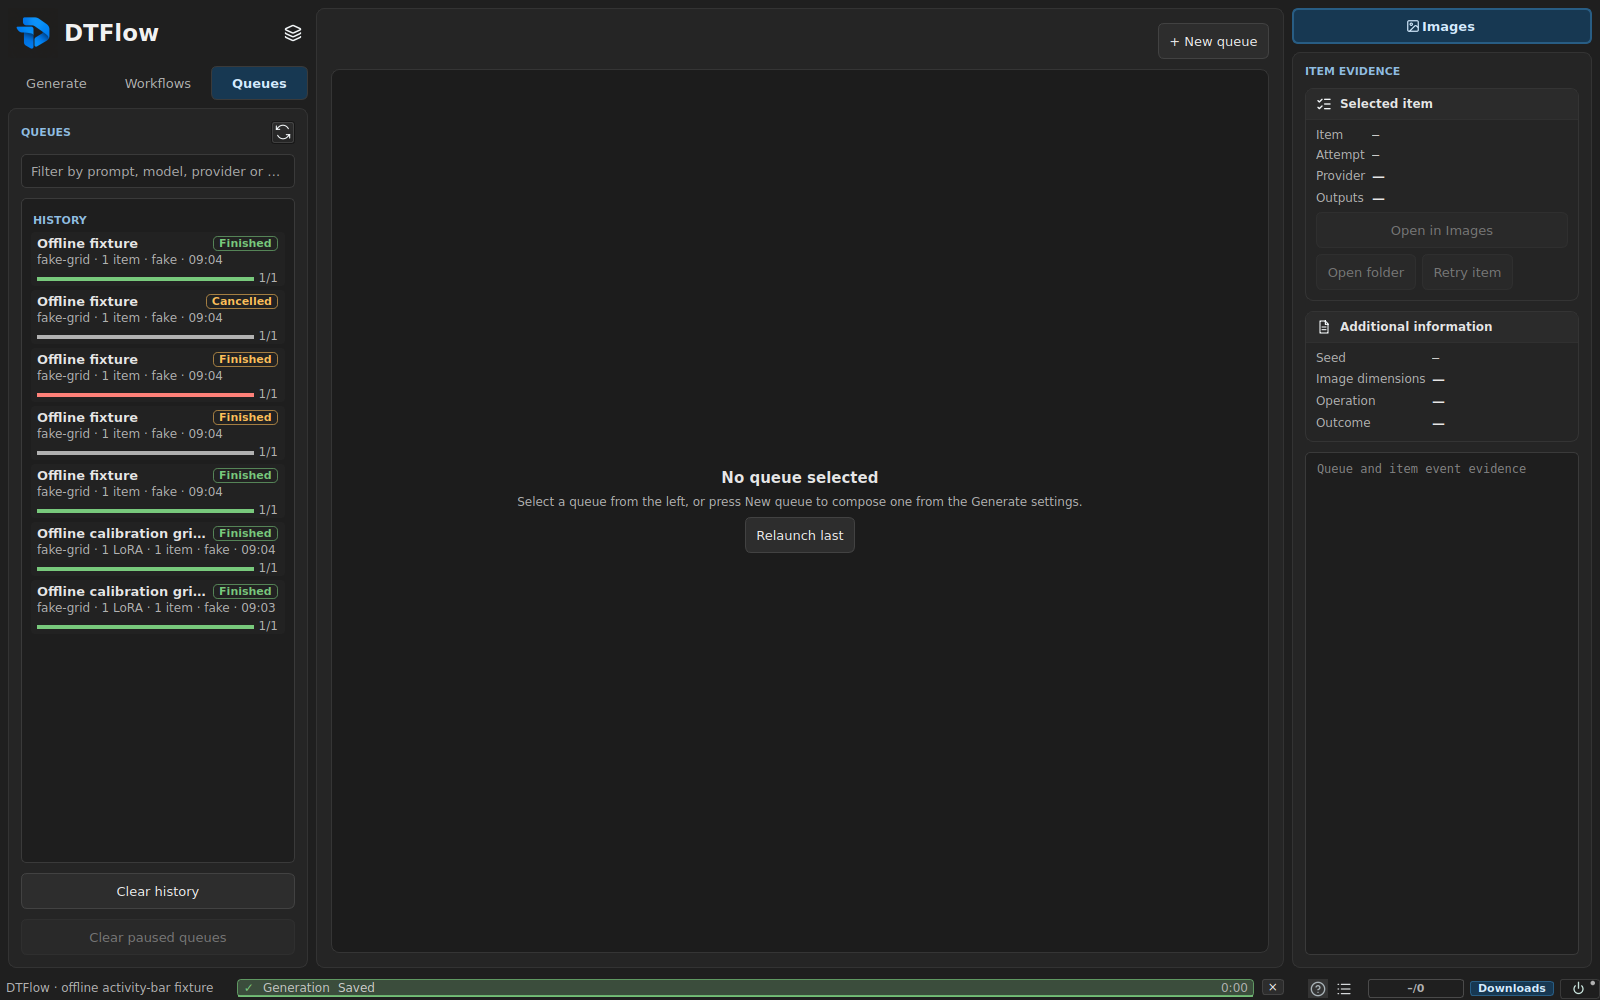 DTFlow
Generate Workflows Queues
QUEUES
Filter by prompt, model, provider or ...
HISTORY
Offline fixture Finished
fake-grid · 1 item · fake · 09:04
1/1
Offline fixture Cancelled
fake-grid · 1 item · fake · 09:04
1/1
Offline fixture Finished
fake-grid · 1 item · fake · 09:04
1/1
Offline fixture Finished
fake-grid · 1 item · fake · 09:04
1/1
Offline fixture Finished
fake-grid · 1 item · fake · 09:04
1/1
Offline calibration gri... Finished
fake-grid · 1 LoRA · 1 item · fake · 09:04
1/1
Offline calibration gri... Finished
fake-grid · 1 LoRA · 1 item · fake · 09:03
1/1
Clear history
Clear paused queues
+ New queue
No queue selected
Select a queue from the left, or press New queue to compose one from the Generate settings.
Relaunch last
Images
ITEM EVIDENCE
Selected item
Item –
Attempt –
Provider —
Outputs —
Open in Images
Open folder Retry item
Additional information
Seed –
Image dimensions —
Operation —
Outcome —
Queue and item event evidence
DTFlow · offline activity-bar fixture
✓ Generation Saved 0:00 ×
–/0
Downloads